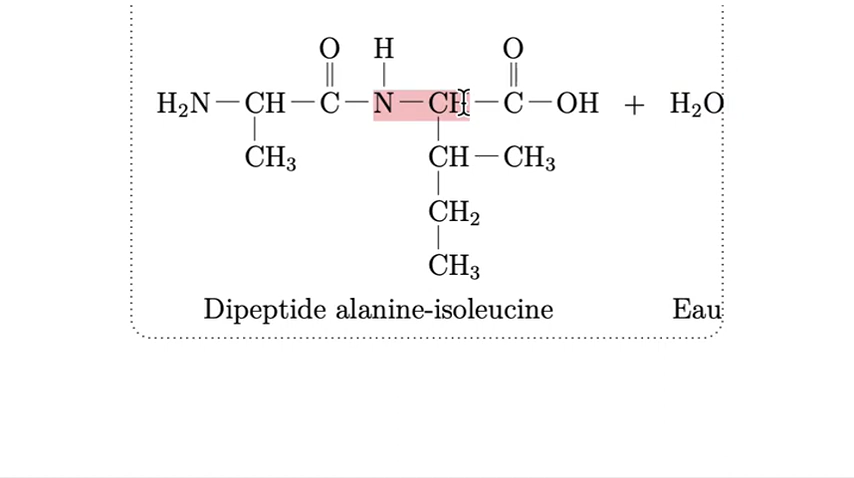 O H O
H₂N — CH — C — N — CH — C — OH + H₂O
CH₃ CH — CH₃
CH₂
CH₃
Dipeptide alanine-isoleucine Eau